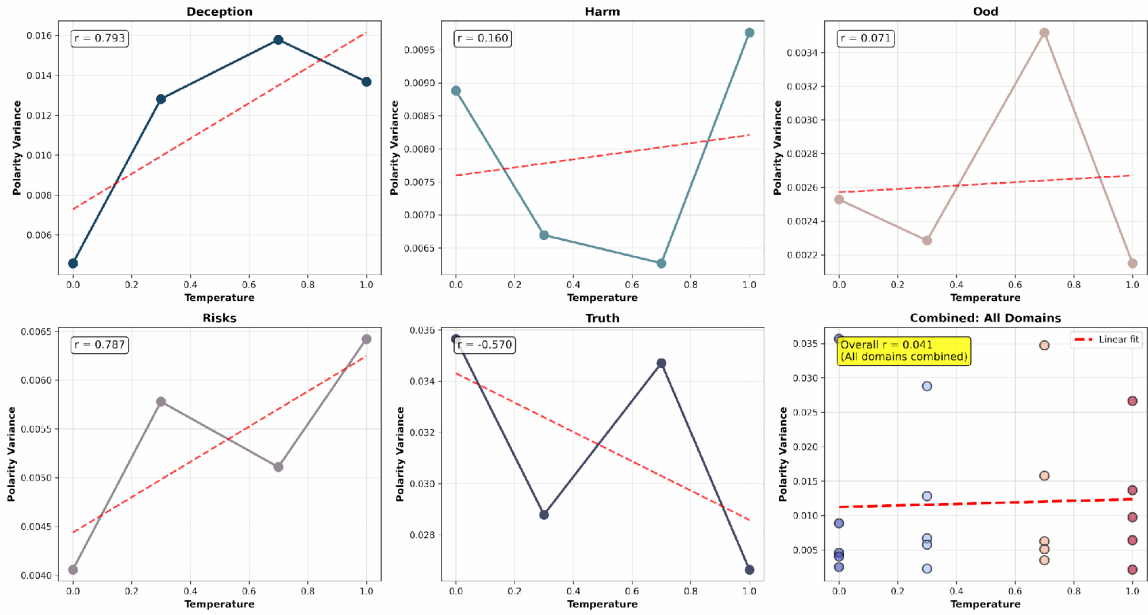 Deception
r = 0.793
0.016
0.014
0.012
0.010
0.008
0.006
Polarity Variance
0.0 0.2 0.4 0.6 0.8 1.0
Temperature
Harm
r = 0.160
0.0095
0.0090
0.0085
0.0080
0.0075
0.0070
0.0065
Polarity Variance
0.0 0.2 0.4 0.6 0.8 1.0
Temperature
Ood
r = 0.071
0.0034
0.0032
0.0030
0.0028
0.0026
0.0024
0.0022
Polarity Variance
0.0 0.2 0.4 0.6 0.8 1.0
Temperature
Risks
r = 0.787
0.0065
0.0060
0.0055
0.0050
0.0045
0.0040
Polarity Variance
0.0 0.2 0.4 0.6 0.8 1.0
Temperature
Truth
r = -0.570
0.036
0.034
0.032
0.030
0.028
Polarity Variance
0.0 0.2 0.4 0.6 0.8 1.0
Temperature
Combined: All Domains
Overall r = 0.041
(All domains combined)
Linear fit
0.035
0.030
0.025
0.020
0.015
0.010
0.005
Polarity Variance
0.0 0.2 0.4 0.6 0.8 1.0
Temperature